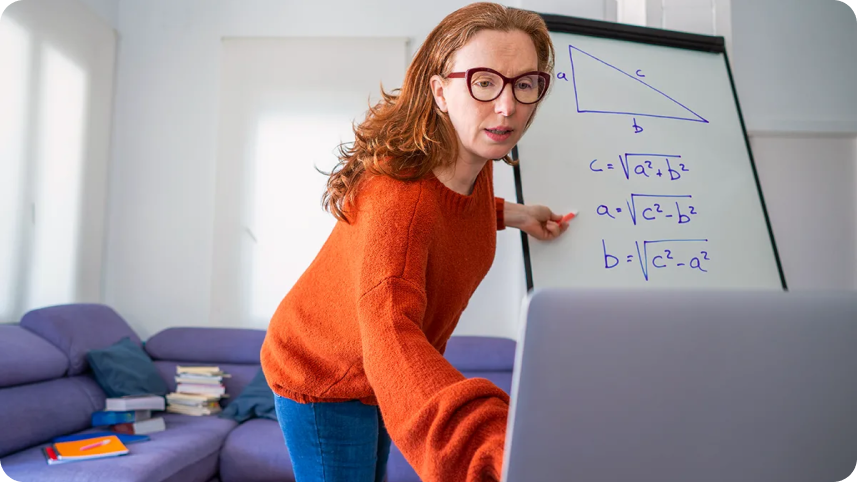 a
c
b
c = √a² + b²
a = √c² - b²
b = √c² - a²